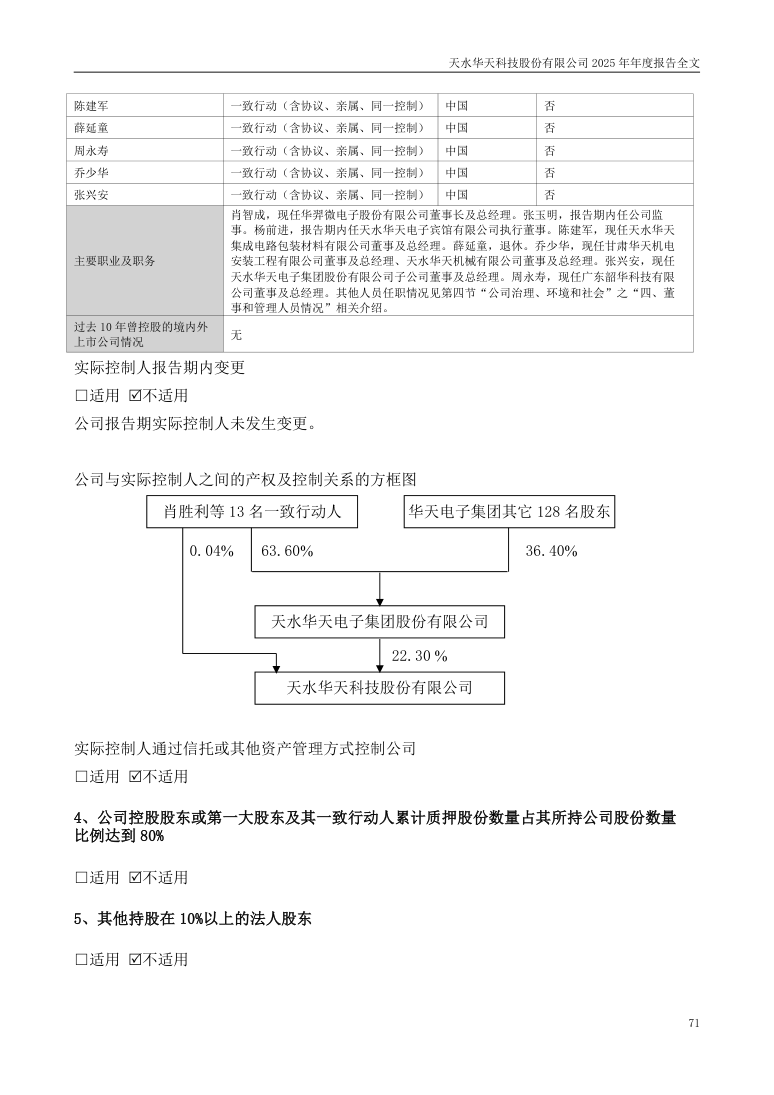 天水华天科技股份有限公司 2025 年年度报告全文
陈建军 一致行动（含协议、亲属、同一控制） 中国 否
薛延童 一致行动（含协议、亲属、同一控制） 中国 否
周永寿 一致行动（含协议、亲属、同一控制） 中国 否
乔少华 一致行动（含协议、亲属、同一控制） 中国 否
张兴安 一致行动（含协议、亲属、同一控制） 中国 否
主要职业及职务
肖智成，现任华羿微电子股份有限公司董事长及总经理。张玉明，报告期内任公司监
事。杨前进，报告期内任天水华天电子宾馆有限公司执行董事。陈建军，现任天水华天
集成电路包装材料有限公司董事及总经理。薛延童，退休。乔少华，现任甘肃华天机电
安装工程有限公司董事及总经理、天水华天机械有限公司董事及总经理。张兴安，现任
天水华天电子集团股份有限公司子公司董事及总经理。周永寿，现任广东韶华科技有限
公司董事及总经理。其他人员任职情况见第四节“公司治理、环境和社会”之“四、董
事和管理人员情况”相关介绍。
过去 10 年曾控股的境内外
上市公司情况
无
实际控制人报告期内变更
□适用 ☑不适用
公司报告期实际控制人未发生变更。
公司与实际控制人之间的产权及控制关系的方框图
肖胜利等 13 名一致行动人 华天电子集团其它 128 名股东
0.04% 63.60% 36.40%
天水华天电子集团股份有限公司
22.30 %
天水华天科技股份有限公司
实际控制人通过信托或其他资产管理方式控制公司
□适用 ☑不适用
4、公司控股股东或第一大股东及其一致行动人累计质押股份数量占其所持公司股份数量
比例达到 80%
□适用 ☑不适用
5、其他持股在 10%以上的法人股东
□适用 ☑不适用
71